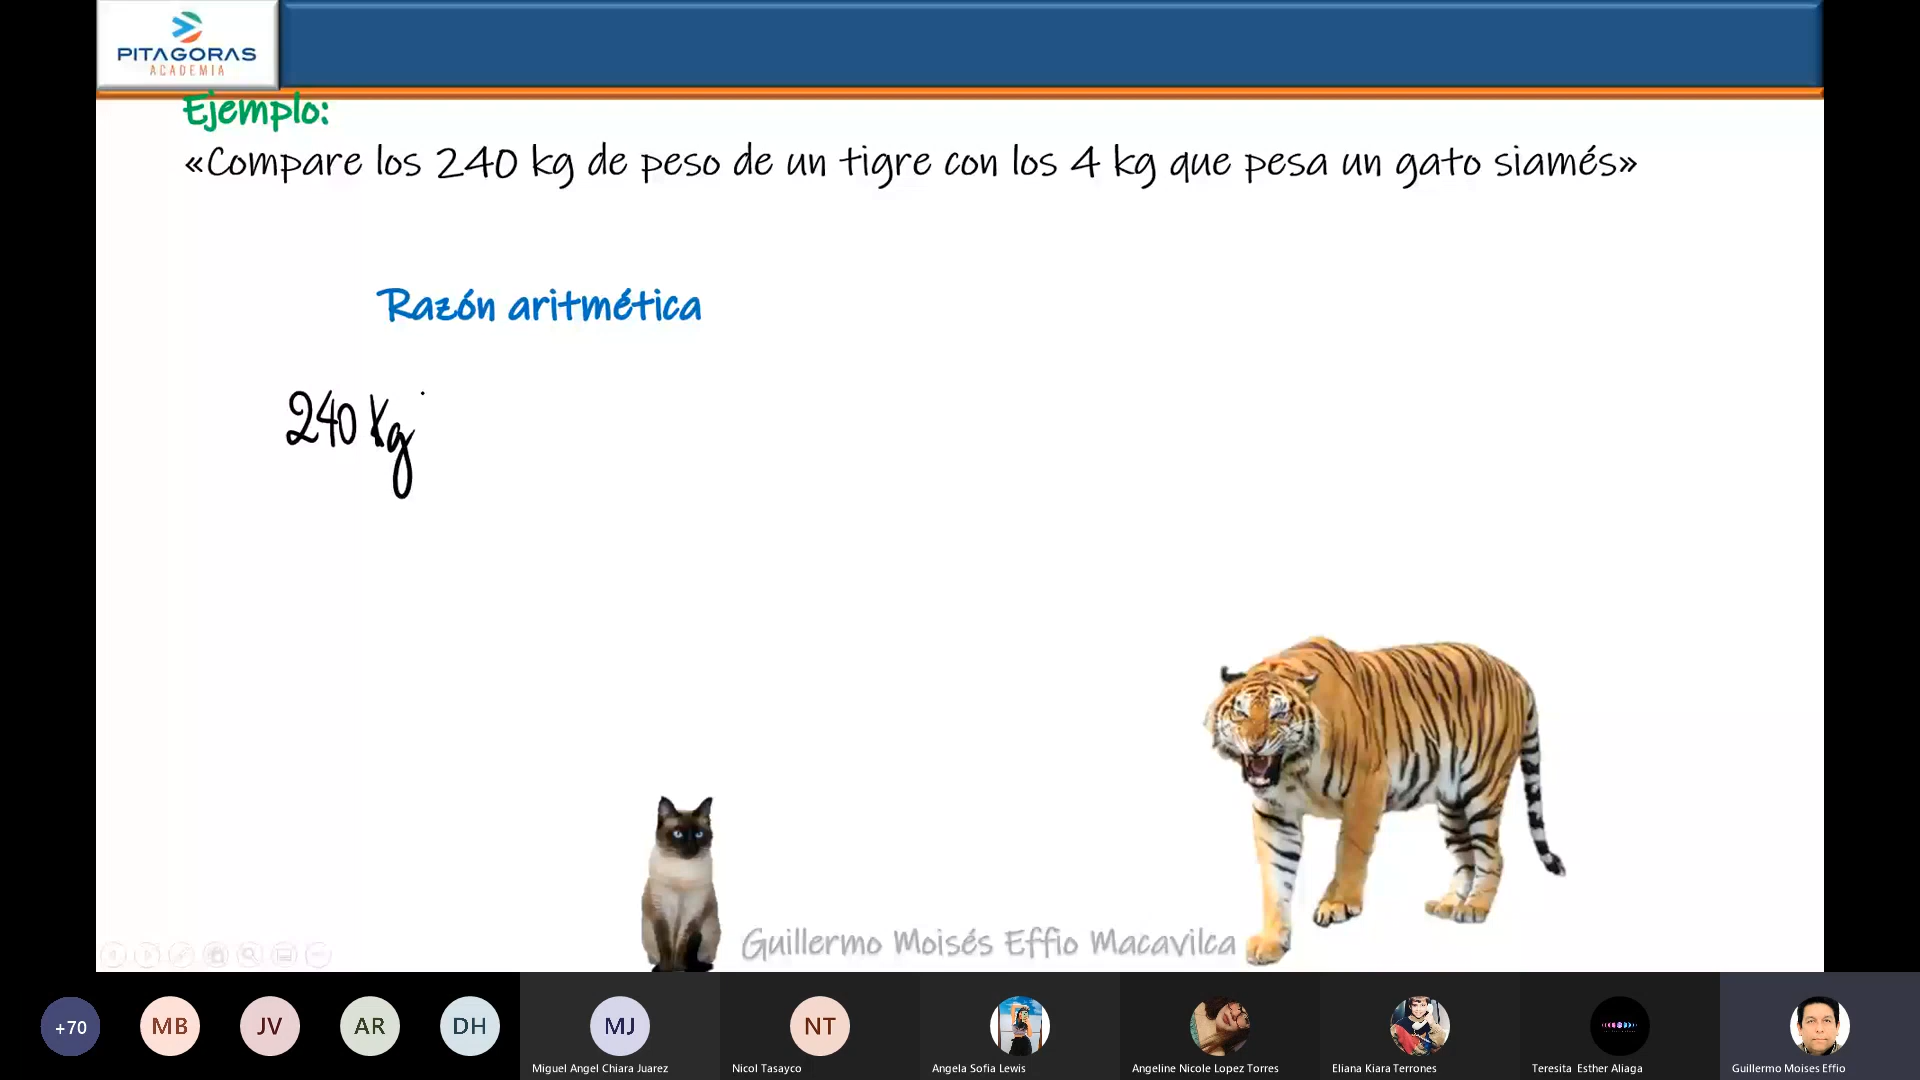 PITAGORAS
ACADEMIA
Ejemplo:
«Compare los 240 kg de peso de un tigre con los 4 kg que pesa un gato siamés»
Razón aritmética
240 Kg
Guillermo Moisés Effio Macavilca
+70
MB
JV
AR
DH
MJ
NT
Miguel Angel Chiara Juarez
Nicol Tasayco
Angela Sofia Lewis
Angeline Nicole Lopez Torres
Eliana Kiara Terrones
Teresita Esther Aliaga
Guillermo Moises Effio